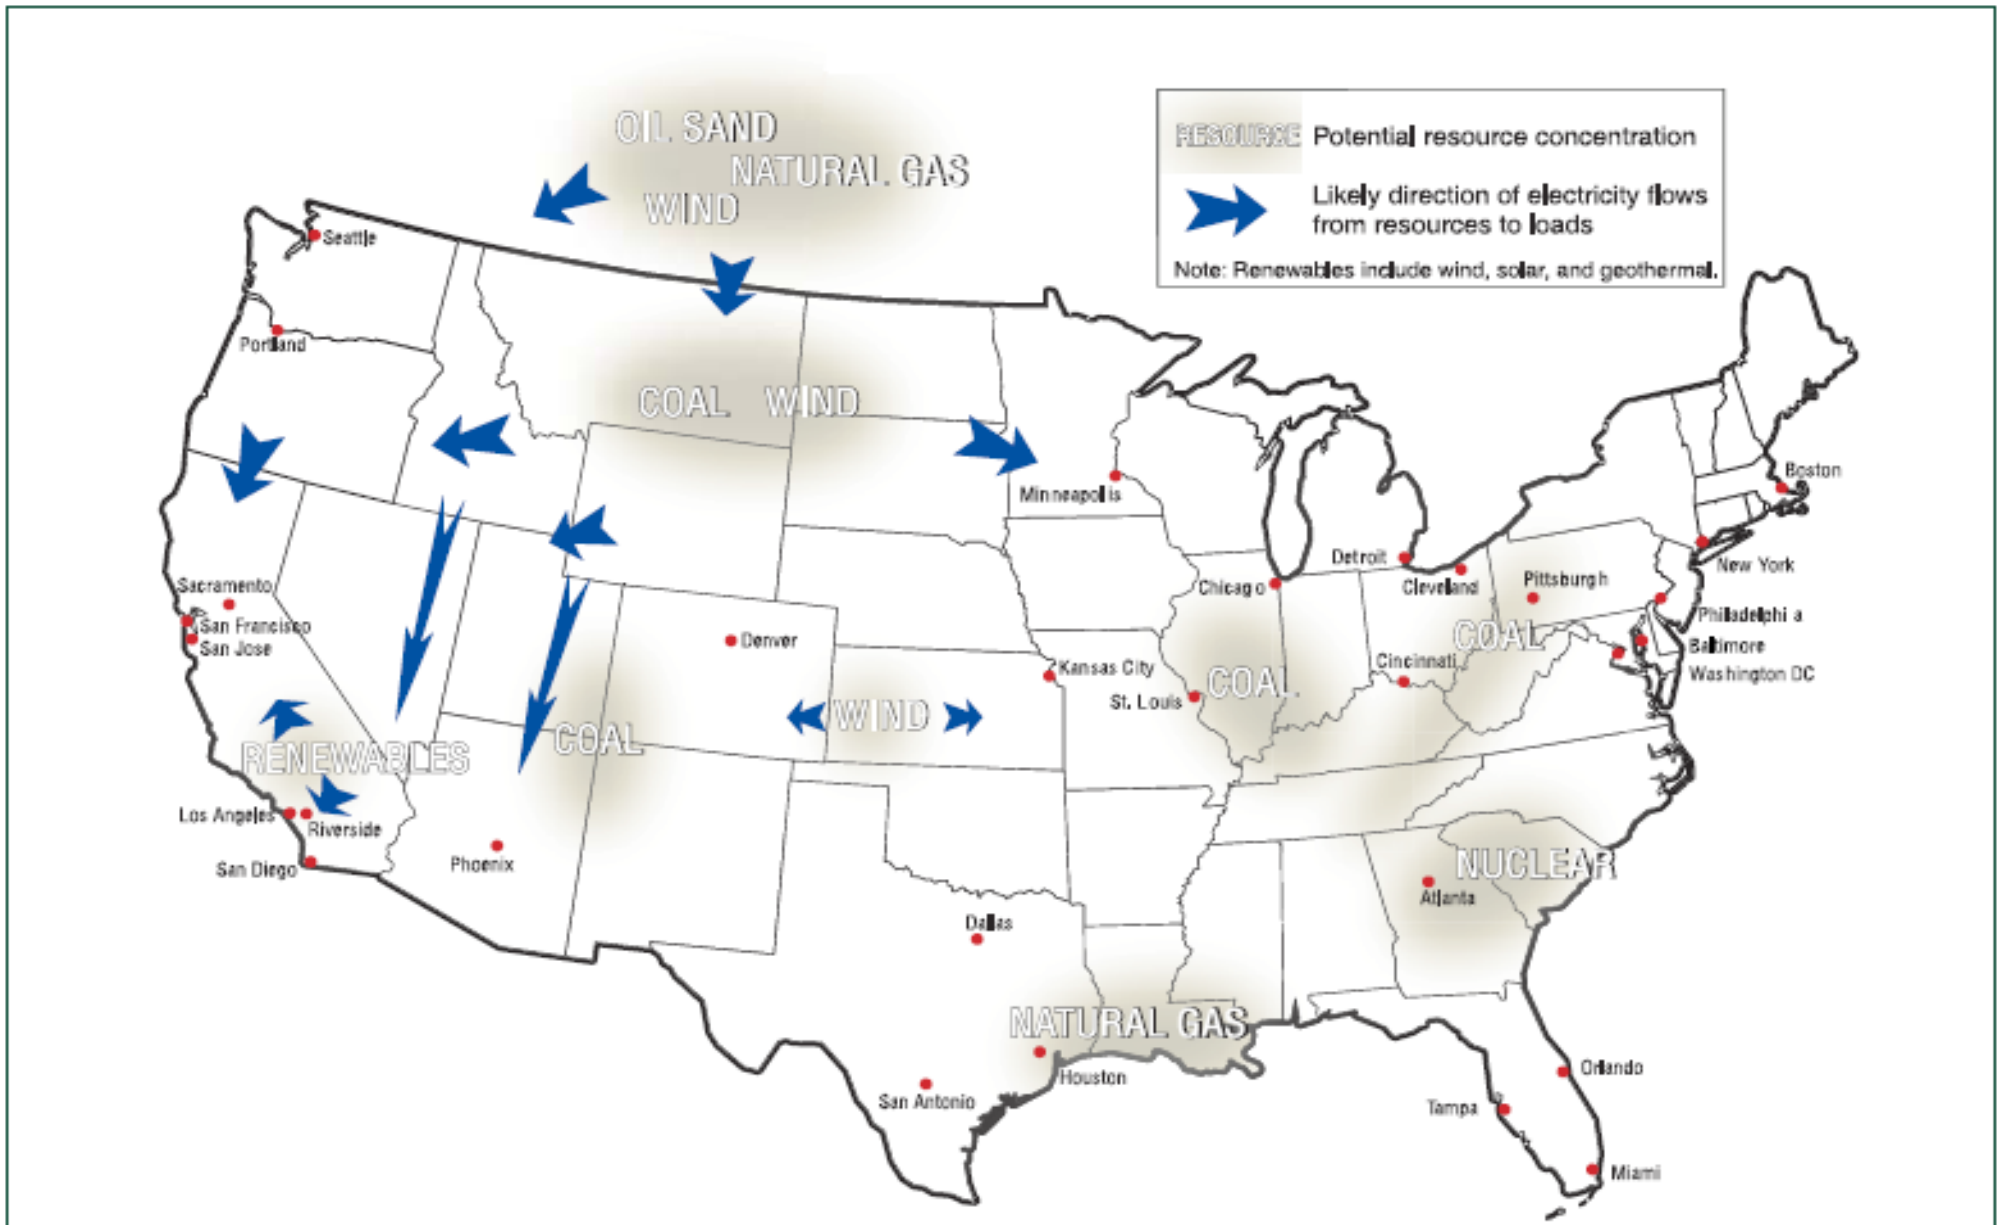 OIL SAND
NATURAL GAS
WIND
RESOURCE Potential resource concentration
Likely direction of electricity flows
from resources to loads
Note: Renewables include wind, solar, and geothermal.
Seattle
Portland
COAL WIND
Minneapolis
Boston
Detroit
Cleveland
Pittsburgh
New York
Chicago
Sacramento
San Francisco
San Jose
Denver
Kansas City
St. Louis
COAL
Cincinnati
COAL
Philadelphia
Baltimore
Washington DC
WIND
COAL
RENEWABLES
Los Angeles
Riverside
San Diego
Phoenix
NUCLEAR
Atlanta
Dallas
NATURAL GAS
Houston
San Antonio
Orlando
Tampa
Miami